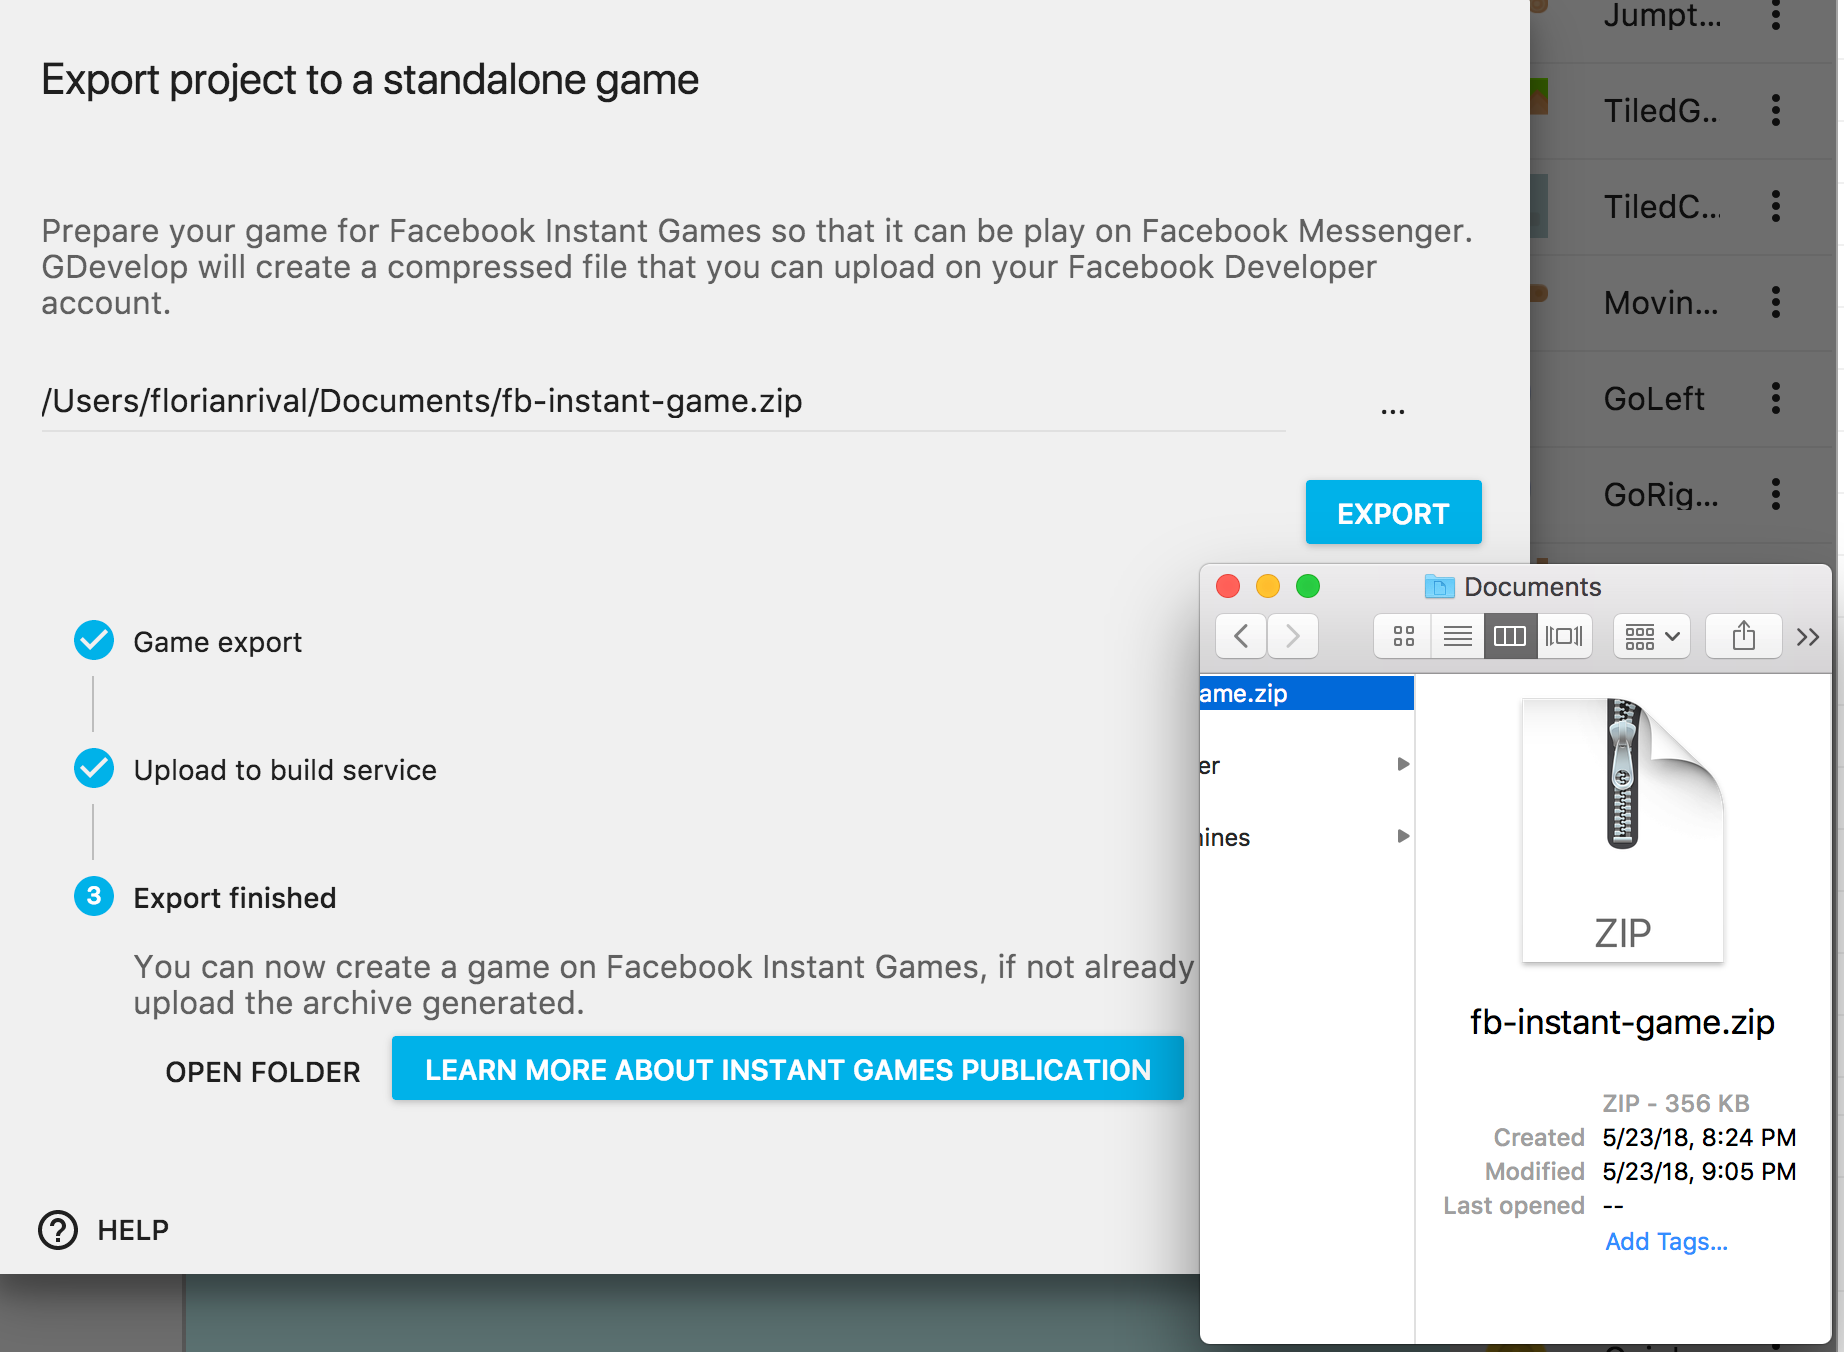 Export project to a standalone game
Prepare your game for Facebook Instant Games so that it can be play on Facebook Messenger.
GDevelop will create a compressed file that you can upload on your Facebook Developer
account.
/Users/florianrival/Documents/fb-instant-game.zip
...
EXPORT
Game export
Upload to build service
3 Export finished
You can now create a game on Facebook Instant Games, if not already
upload the archive generated.
OPEN FOLDER
LEARN MORE ABOUT INSTANT GAMES PUBLICATION
? HELP
Jumpt...
TiledG..
TiledC...
Movin...
GoLeft
GoRig...
Documents
ame.zip
er
ines
ZIP
fb-instant-game.zip
ZIP - 356 KB
Created 5/23/18, 8:24 PM
Modified 5/23/18, 9:05 PM
Last opened --
Add Tags...